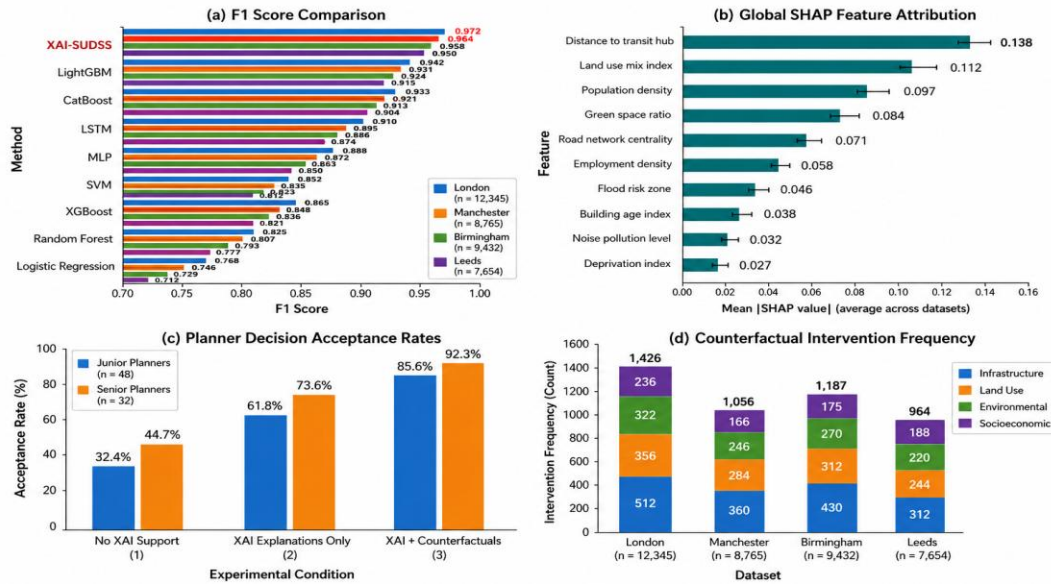 (a) F1 Score Comparison
Method
XAI-SUDSS
0.972
0.964
0.958
0.950
LightGBM
0.942
0.931
0.924
0.915
CatBoost
0.933
0.921
0.913
0.904
LSTM
0.910
0.895
0.886
0.874
MLP
0.888
0.872
0.863
0.850
SVM
0.852
0.835
0.823
0.812
XGBoost
0.865
0.848
0.836
0.821
Random Forest
0.825
0.807
0.793
0.777
Logistic Regression
0.768
0.746
0.729
0.712
London
(n = 12,345)
Manchester
(n = 8,765)
Birmingham
(n = 9,432)
Leeds
(n = 7,654)
0.70 0.75 0.80 0.85 0.90 0.95 1.00
F1 Score
(b) Global SHAP Feature Attribution
Feature
Distance to transit hub 0.138
Land use mix index 0.112
Population density 0.097
Green space ratio 0.084
Road network centrality 0.071
Employment density 0.058
Flood risk zone 0.046
Building age index 0.038
Noise pollution level 0.032
Deprivation index 0.027
0.00 0.02 0.04 0.06 0.08 0.10 0.12 0.14 0.16
Mean |SHAP value| (average across datasets)
(c) Planner Decision Acceptance Rates
Acceptance Rate (%)
100
80
60
40
20
0
Junior Planners
(n = 48)
Senior Planners
(n = 32)
32.4% 44.7%
61.8% 73.6%
85.6% 92.3%
No XAI Support XAI Explanations Only XAI + Counterfactuals
(1) (2) (3)
Experimental Condition
(d) Counterfactual Intervention Frequency
Intervention Frequency (Count)
1600
1400
1200
1000
800
600
400
200
0
1,426
236
322
356
512
1,056
166
246
284
360
1,187
175
270
312
430
964
188
220
244
312
Infrastructure
Land Use
Environmental
Socioeconomic
London Manchester Birmingham Leeds
(n = 12,345) (n = 8,765) (n = 9,432) (n = 7,654)
Dataset